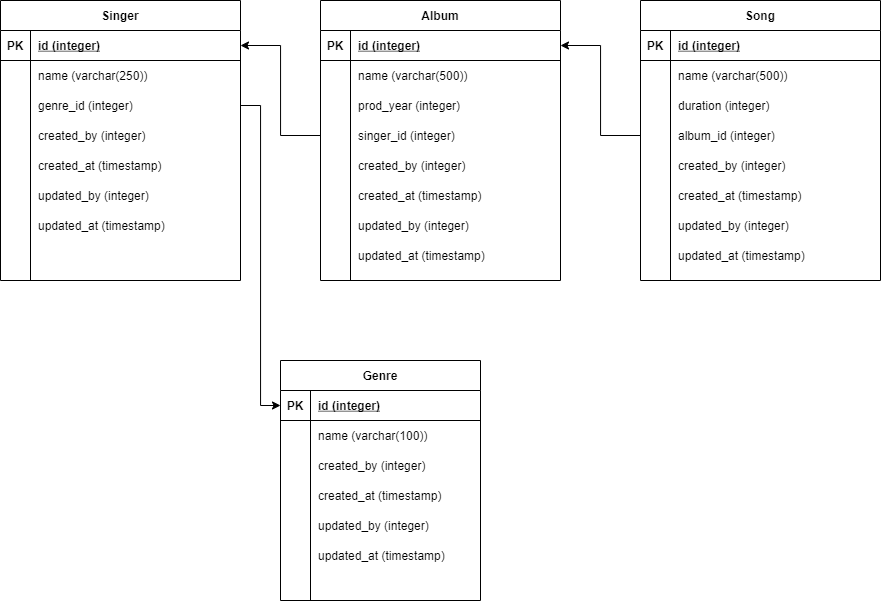 Singer
PK id (integer)
name (varchar(250))
genre_id (integer)
created_by (integer)
created_at (timestamp)
updated_by (integer)
updated_at (timestamp)
Album
PK id (integer)
name (varchar(500))
prod_year (integer)
singer_id (integer)
created_by (integer)
created_at (timestamp)
updated_by (integer)
updated_at (timestamp)
Song
PK id (integer)
name (varchar(500))
duration (integer)
album_id (integer)
created_by (integer)
created_at (timestamp)
updated_by (integer)
updated_at (timestamp)
Genre
PK id (integer)
name (varchar(100))
created_by (integer)
created_at (timestamp)
updated_by (integer)
updated_at (timestamp)